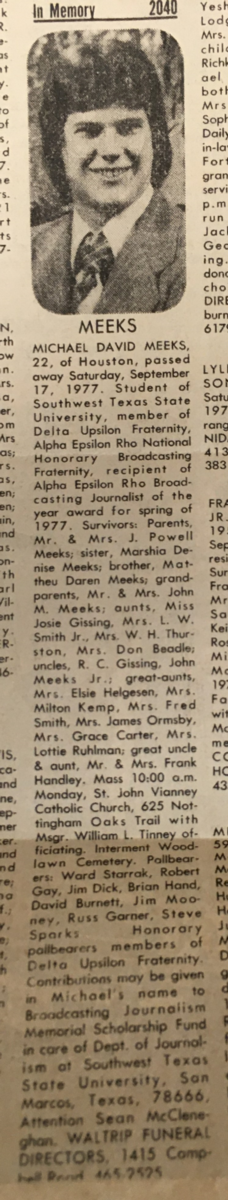 In Memory 2040
MEEKS
MICHAEL DAVID MEEKS,
22, of Houston, passed
away Saturday, September
17, 1977. Student of
Southwest Texas State
University, member of
Delta Upsilon Fraternity,
Alpha Epsilon Rho National
Honorary Broadcasting
Fraternity, recipient of
Alpha Epsilon Rho Broad-
casting Journalist of the
year award for spring of
1977. Survivors: Parents,
Mr. & Mrs. J. Powell
Meeks; sister, Marshia De-
nise Meeks; brother, Mat-
theu Daren Meeks; grand-
parents, Mr. & Mrs. John
M. Meeks; aunts, Miss
Josie Gissing, Mrs. L. W.
Smith Jr., Mrs. W. H. Thur-
ston, Mrs. Don Beadle;
uncles, R. C. Gissing, John
Meeks Jr.; great-aunts,
Mrs. Elsie Helgesen, Mrs.
Milton Kemp, Mrs. Fred
Smith, Mrs. James Ormsby,
Mrs. Grace Carter, Mrs.
Lottie Ruhlman; great uncle
& aunt, Mr. & Mrs. Frank
Handley. Mass 10:00 a.m.
Monday, St. John Vianney
Catholic Church, 625 Not-
tingham Oaks Trail with
Msgr. William L. Tinney of-
ficiating. Interment Wood-
lawn Cemetery. Pallbear-
ers: Ward Starrak, Robert
Gay, Jim Dick, Brian Hand,
David Burnett, Jim Moo-
ney, Russ Garner, Steve
Sparks Honorary
pallbearers members of
Delta Upsilon Fraternity.
Contributions may be given
in Michael's name to
Broadcasting Journalism
Memorial Scholarship Fund
in care of Dept. of Journal-
ism at Southwest Texas
State University, San
Marcos, Texas, 78666,
Attention Sean McClene-
ghan. WALTRIP FUNERAL
DIRECTORS, 1415 Camp-
bell Road 465-2525